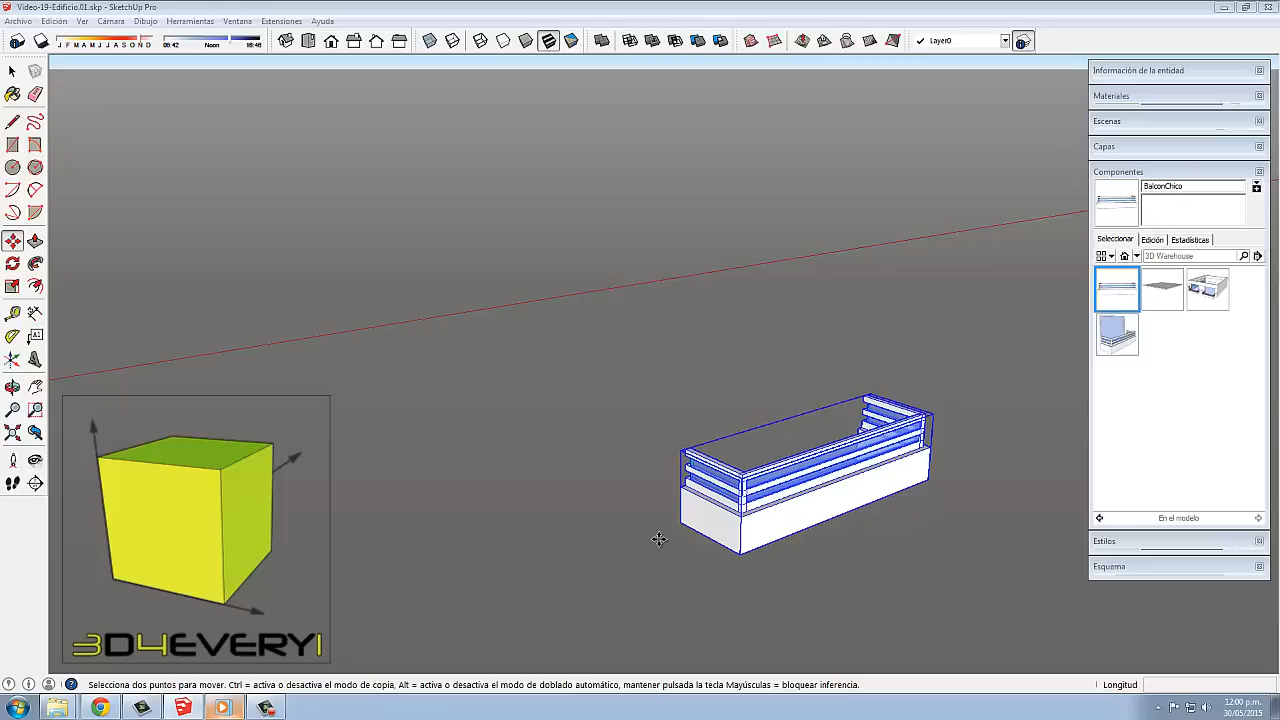 Video-19-Edificio.01.skp - SketchUp Pro
Archivo Edición Ver Cámara Dibujo Herramientas Ventana Extensiones Ayuda
J F M A M J J A S O N D 06:42 Noon 16:46 Layer0
Información de la entidad
Materiales
Escenas
Capas
Componentes
BalconChico
Seleccionar Edición Estadísticas
3D Warehouse
En el modelo
Estilos
Esquema
A1
3D4EVERY1
Selecciona dos puntos para mover. Ctrl = activa o desactiva el modo de copia, Alt = activa o desactiva el modo de doblado automático, mantener pulsada la tecla Mayúsculas = bloquear inferencia. Longitud
12:00 p.m.
30/05/2015